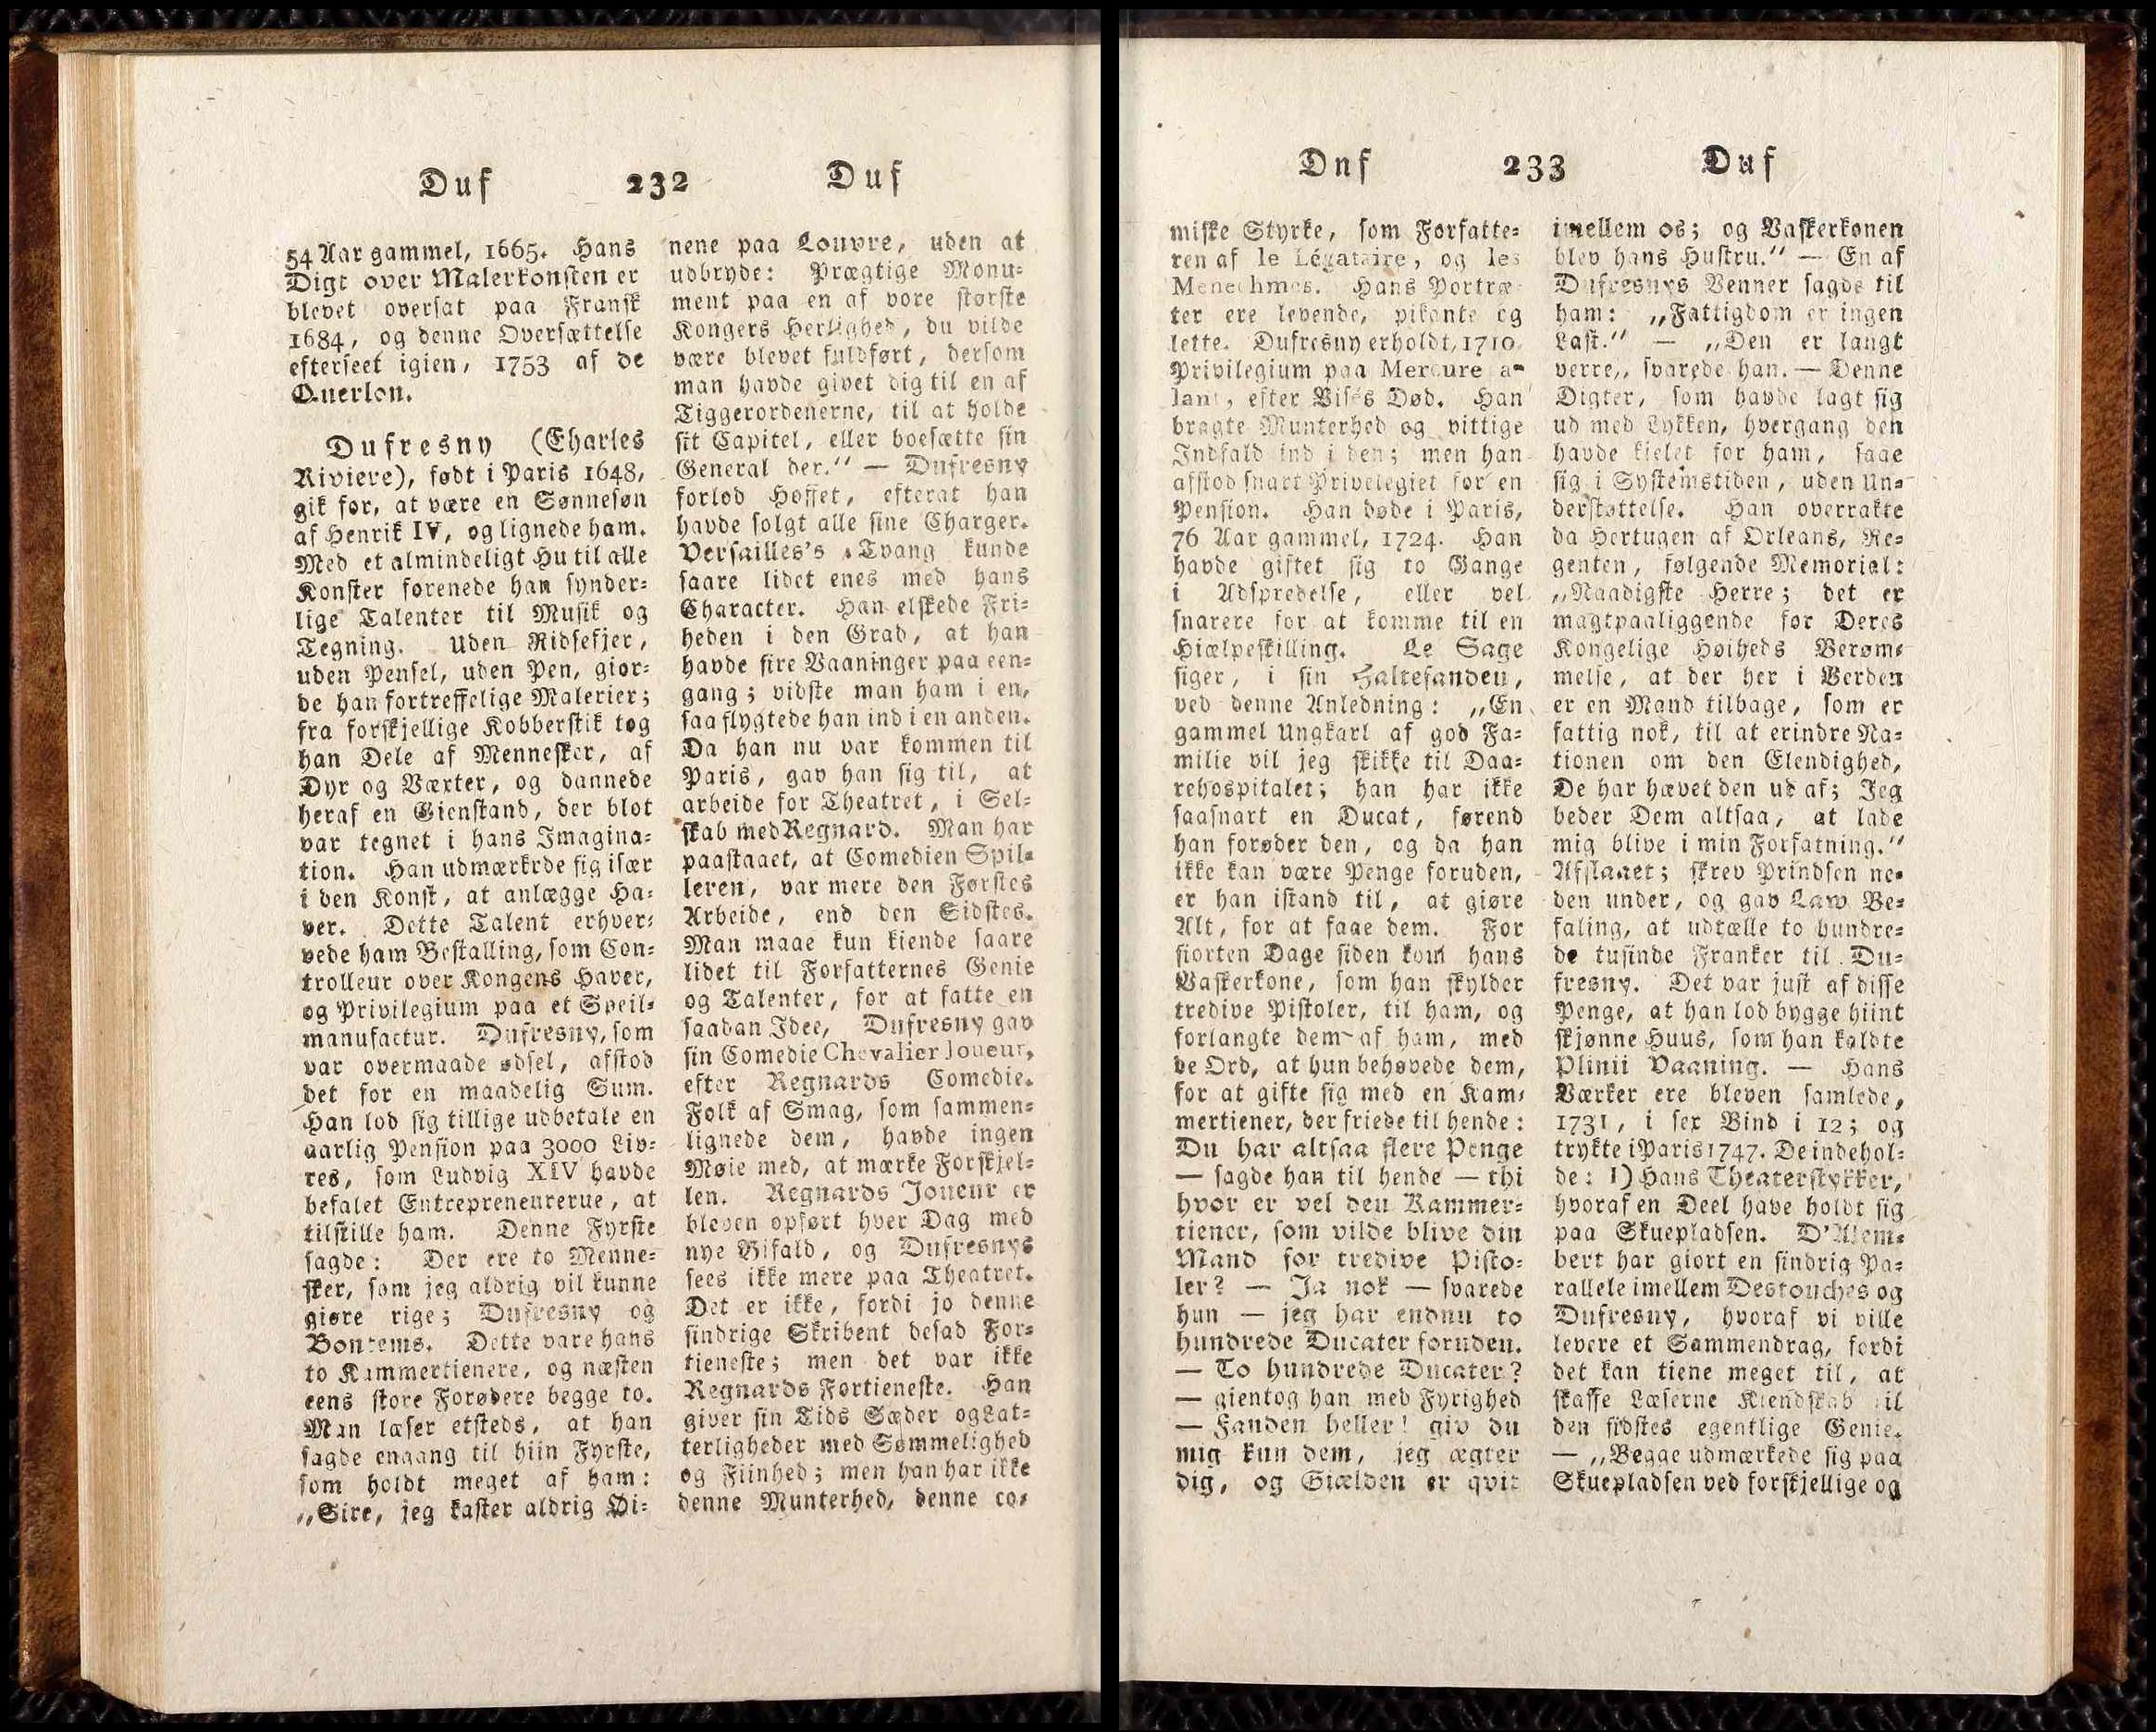 Duf 232 Duf
54 Aar gammel, 1665. Hans
Digt over Malerkonsten er
blevet oversat paa Fransk
1684, og denne Oversættelse
efterseet igien, 1753 af de
Querlon.
Dufresny (Charles
Riviere), født i Paris 1648,
gik for, at være en Sønnesøn
af Henrik IV, og lignede ham.
Med et almindeligt Hu til alle
Konster forenede han synder-
lige Talenter til Musik og
Tegning. Uden Ridsefjer,
uden Pensel, uden Pen, gior-
de han fortreffelige Malerier;
fra forskjellige Kobberstik tog
han Dele af Mennesker, af
Dyr og Væxter, og dannede
heraf en Gienstand, der blot
var tegnet i hans Imagina-
tion. Han udmærkrde sig især
i den Konst, at anlægge Ha-
ver. Dette Talent erhver-
vede ham Bestalling, som Con-
trolleur over Kongens Haver,
og Privilegium paa et Speil-
manufactur. Dufresny, som
var overmaade ødsel, afstod
det for en maadelig Sum.
Han lod sig tillige udbetale en
aarlig Pension paa 3000 Liv-
res, som Ludvig XIV havde
befalet Entrepreneurerue, at
tilstille ham. Denne Fyrste
sagde: Der ere to Menne-
sker, som jeg aldrig vil kunne
giøre rige; Dufresny og
Bontems. Dette vare hans
to Kammertienere, og næsten
eens store Forødere begge to.
Man læser etsteds, at han
sagde engang til hiin Fyrste,
som holdt meget af ham:
„Sire, jeg kaster aldrig Øi-
nene paa Louvre, uden at
udbryde: Prægtige Monu-
ment paa en af vore største
Kongers Herlighed, du vilde
være blevet fuldført, dersom
man havde givet dig til en af
Tiggerordenerne, til at holde
sit Capitel, eller boesætte sin
General der.“ — Dufresny
forlod Hoffet, efterat han
havde solgt alle sine Charger.
Versailles's Tvang kunde
saare lidet enes med hans
Character. Han elskede Fri-
heden i den Grad, at han
havde fire Vaaninger paa een-
gang; vidste man ham i en,
saa flygtede han ind i en anden.
Da han nu var kommen til
Paris, gav han sig til, at
arbeide for Theatret, i Sel-
skab med Regnard. Man har
paastaaet, at Comedien Spil-
leren, var mere den Førstes
Arbeide, end den Sidstes.
Man maae kun kiende saare
lidet til Forfatternes Genie
og Talenter, for at fatte en
saadan Idee, Dufresny gav
sin Comedie Chevalier Joueur,
efter Regnards Comedie.
Folk af Smag, som sammen-
lignede dem, havde ingen
Møie med, at mærke Forskjel-
len. Regnards Joueur er
bleven opført hver Dag med
nye Bifald, og Dufresnys
sees ikke mere paa Theatret.
Det er ikke, fordi jo denne
sindrige Skribent besad For-
tieneste; men det var ikke
Regnards Fortieneste. Han
giver sin Tids Sæder og Lat-
terligheder med Sømmelighed
og Fiinhed; men han har ikke
denne Munterhed, denne co-
Dnf 233 Duf
miske Styrke, som Forfatte-
ren af le Légataire, og les
Menechmes. Hans Portræ-
ter ere levende, pikante og
lette. Dufresny erholdt, 1710
Privilegium paa Mercure a-
lant, efter Visés Død. Han
bragte Munterhed og vittige
Indfald ind i den; men han
afstod snart Privelegiet for en
Pension. Han døde i Paris,
76 Aar gammel, 1724. Han
havde giftet sig to Gange
i Adspredelse, eller vel
snarere for at komme til en
Hiælpeskilling. Le Sage
siger, i sin Haltefanden,
ved denne Anledning: „En
gammel Ungkarl af god Fa-
milie vil jeg skikke til Daa-
rehospitalet; han har ikke
saasnart en Ducat, førend
han forøder den, og da han
ikke kan være Penge foruden,
er han istand til, at giøre
Alt, for at faae dem. For
fiorten Dage siden kom hans
Vaskerkone, som han skylder
tredive Pistoler, til ham, og
forlangte dem af ham, med
de Ord, at hun behøvede dem,
for at gifte sig med en Kam-
mertiener, der friede til hende:
Du har altsaa flere Penge
— sagde han til hende — thi
hvor er vel den Kammer-
tiener, som vilde blive din
Mand for tredive Pisto-
ler? — Ja nok — svarede
hun — jeg har endnu to
hundrede Ducater foruden.
— To hundrede Ducater?
— gientog han med Fyrighed
— Fanden heller! giv du
mig kun dem, jeg ægter
dig, og Giælden er qvit
imellem os; og Vaskerkonen
blev hans Hustru.“ — En af
Dufresnys Venner sagde til
ham: „Fattigdom er ingen
Last.“ — „Den er langt
verre„ svarede han. — Denne
Digter, som havde lagt sig
ud med Lykken, hvergang den
havde kielet for ham, saae
sig i Systemstiden, uden Un-
derstøttelse. Han overrakte
da Hertugen af Orleans, Re-
genten, følgende Memorial:
„Naadigste Herre; det er
magtpaaliggende for Deres
Kongelige Høiheds Berøm-
melse, at der her i Verden
er en Mand tilbage, som er
fattig nok, til at erindre Na-
tionen om den Elendighed,
De har hævet den ud af; Jeg
beder Dem altsaa, at lade
mig blive i min Forfatning.“
Afslaaet; skrev Prindsen ne-
den under, og gav Law Be-
faling, at udtælle to hundre-
de tusinde Franker til Du-
fresny. Det var just af disse
Penge, at han lod bygge hiint
skjønne Huus, som han kaldte
Plinii Vaaning. — Hans
Værker ere bleven samlede,
1731, i sex Bind i 12; og
trykte i Paris 1747. De indehol-
de: 1) Hans Theaterstykker,
hvoraf en Deel have holdt sig
paa Skuepladsen. D'Alem-
bert har giort en sindrig Pa-
rallele imellem Destouches og
Dufresny, hvoraf vi ville
levere et Sammendrag, fordi
det kan tiene meget til, at
skaffe Læserne Kiendskab til
den sidstes egentlige Genie.
— „Begge udmærkede sig paa
Skuepladsen ved forskjellige og